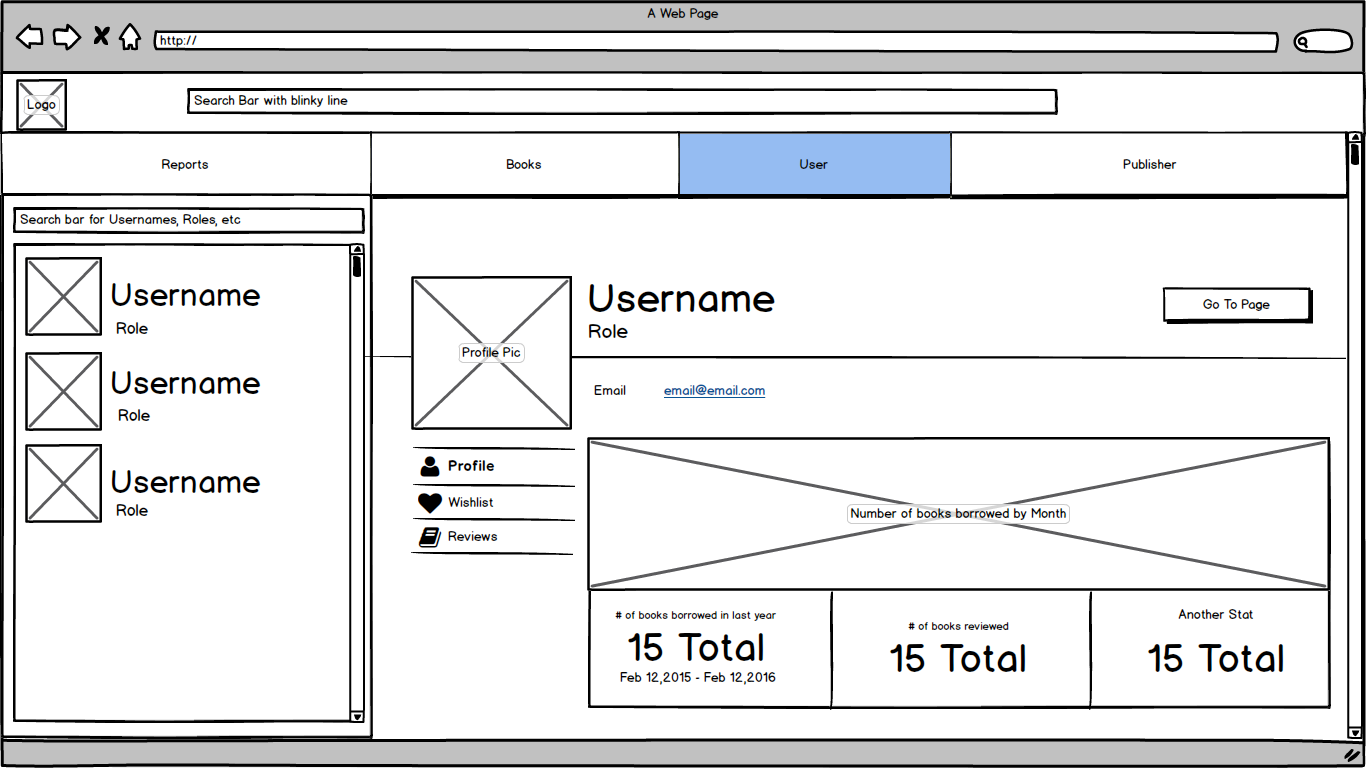 A Web Page
http://
Logo
Search Bar with blinky line
Reports
Books
User
Publisher
Search bar for Usernames, Roles, etc
Username
Role
Username
Role
Username
Role
Profile Pic
Username
Role
Go To Page
Email
email@email.com
Profile
Wishlist
Reviews
Number of books borrowed by Month
# of books borrowed in last year
15 Total
Feb 12,2015 - Feb 12,2016
# of books reviewed
15 Total
Another Stat
15 Total